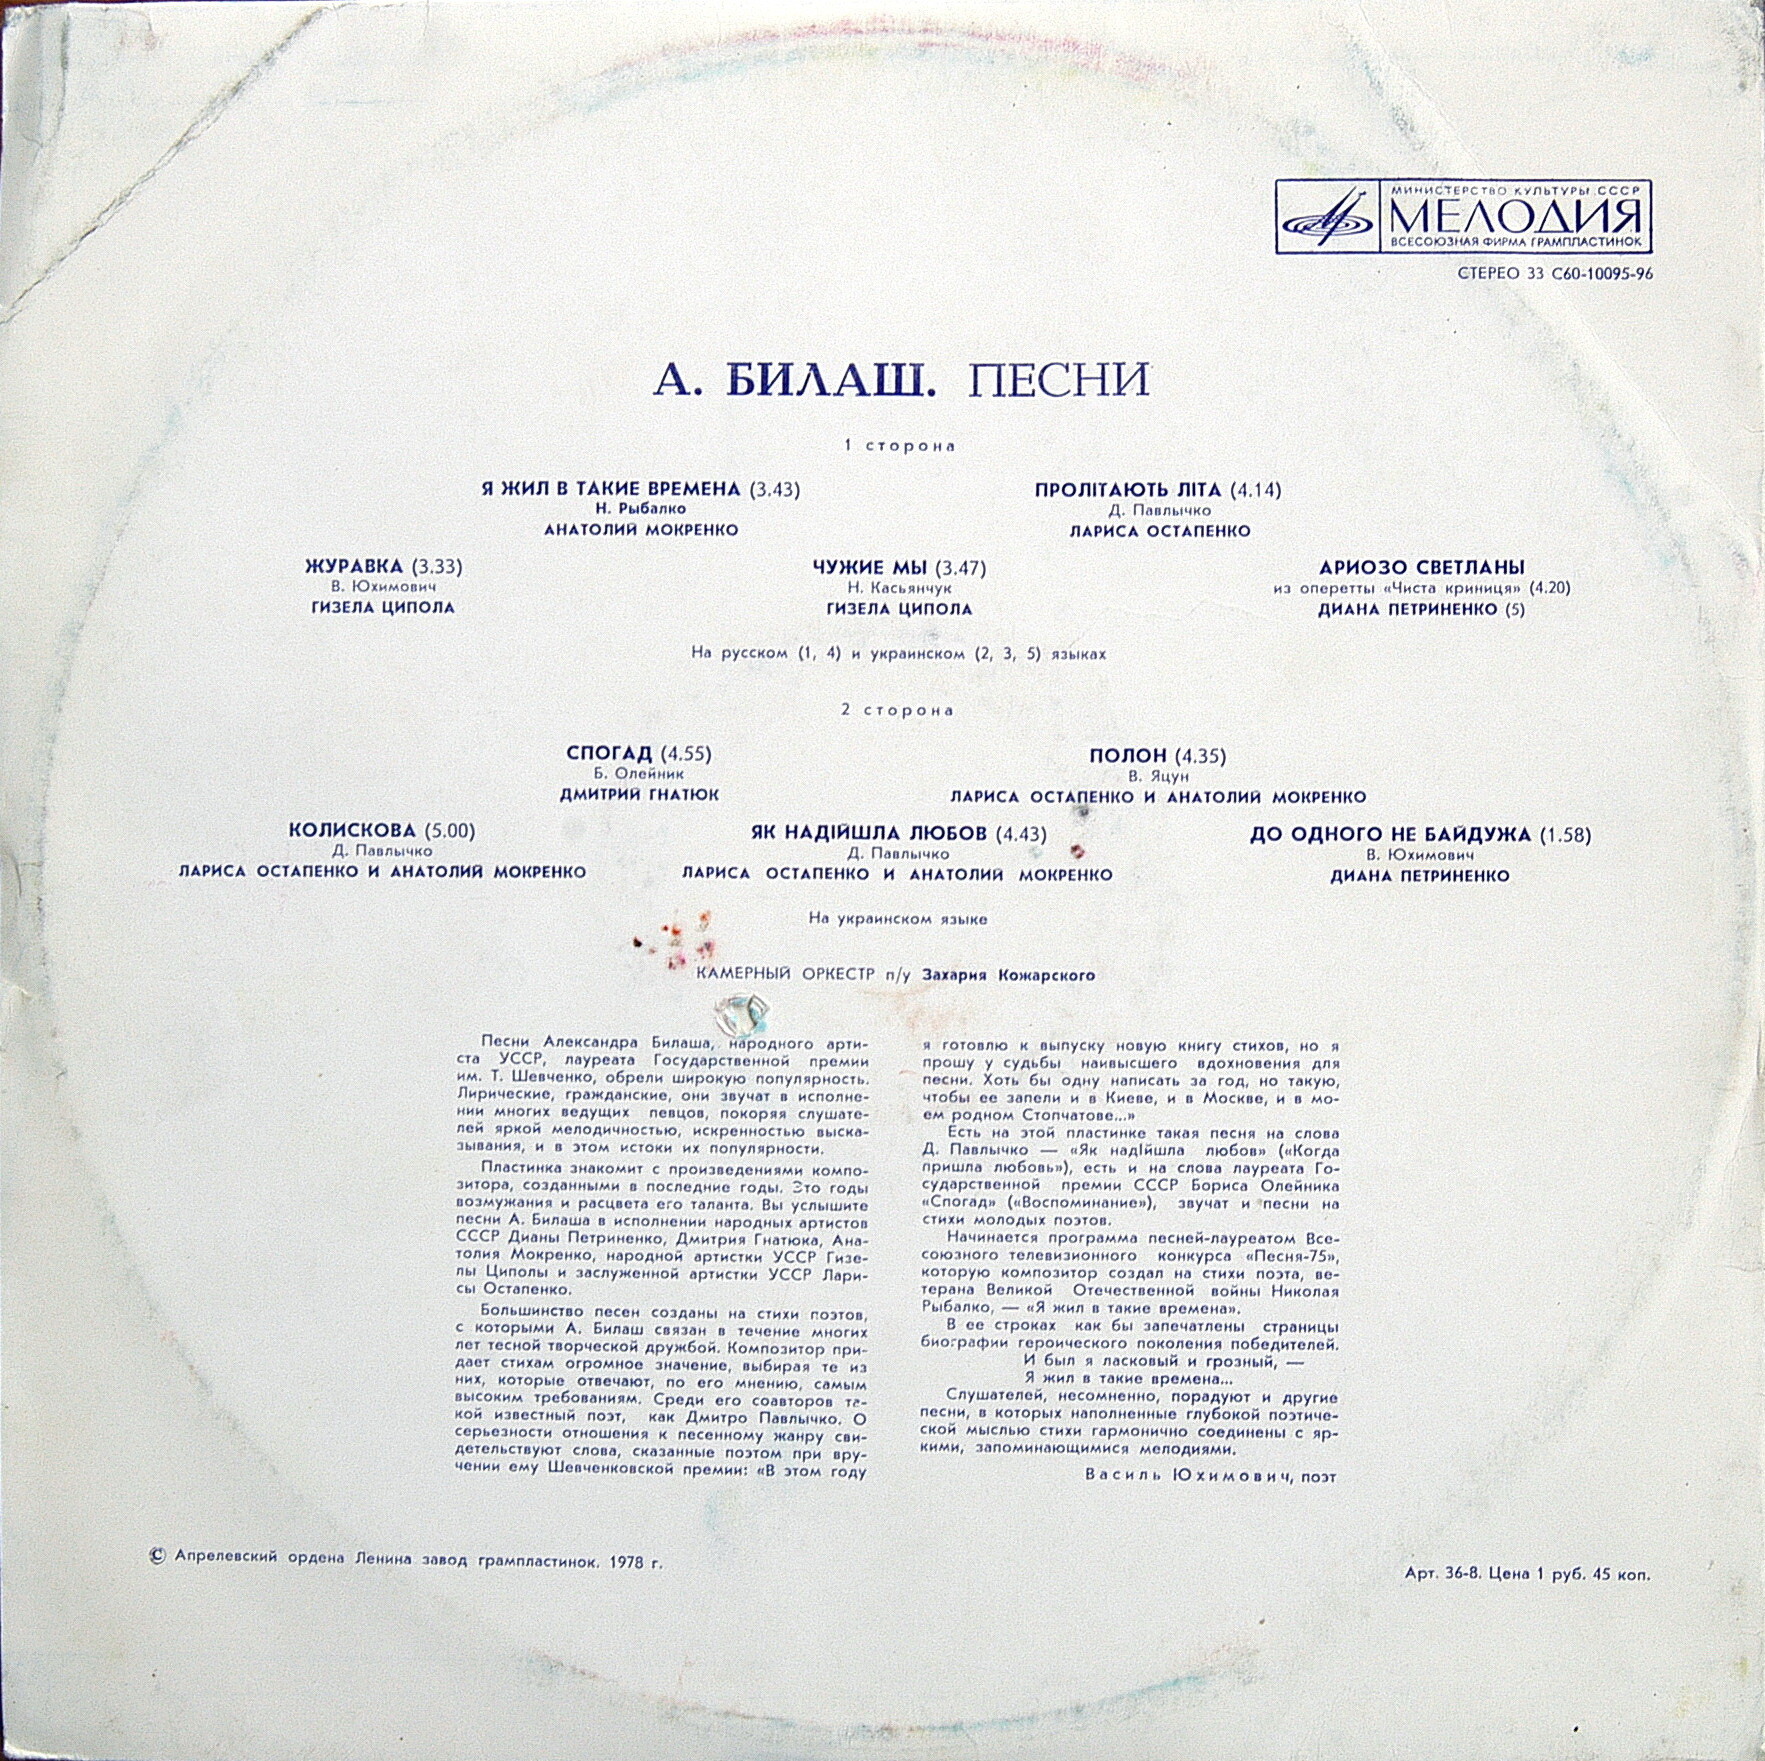 МИНИСТЕРСТВО КУЛЬТУРЫ СССР
МЕЛОДИЯ
ВСЕСОЮЗНАЯ ФИРМА ГРАМПЛАСТИНОК
СТЕРЕО 33 С60-10095-96
А. БИЛАШ. ПЕСНИ
1 сторона
Я ЖИЛ В ТАКИЕ ВРЕМЕНА (3.43)
Н. Рыбалко
АНАТОЛИЙ МОКРЕНКО
ПРОЛІТАЮТЬ ЛІТА (4.14)
Д. Павлычко
ЛАРИСА ОСТАПЕНКО
ЖУРАВКА (3.33)
В. Юхимович
ГИЗЕЛА ЦИПОЛА
ЧУЖИЕ МЫ (3.47)
Н. Касьянчук
ГИЗЕЛА ЦИПОЛА
АРИОЗО СВЕТЛАНЫ
из оперетты «Чиста криниця» (4.20)
ДИАНА ПЕТРИНЕНКО (5)
На русском (1, 4) и украинском (2, 3, 5) языках
2 сторона
СПОГАД (4.55)
Б. Олейник
ДМИТРИЙ ГНАТЮК
ПОЛОН (4.35)
В. Яцун
ЛАРИСА ОСТАПЕНКО И АНАТОЛИЙ МОКРЕНКО
КОЛИСКОВА (5.00)
Д. Павлычко
ЛАРИСА ОСТАПЕНКО И АНАТОЛИЙ МОКРЕНКО
ЯК НАДІЙШЛА ЛЮБОВ (4.43)
Д. Павлычко
ЛАРИСА ОСТАПЕНКО И АНАТОЛИЙ МОКРЕНКО
ДО ОДНОГО НЕ БАЙДУЖА (1.58)
В. Юхимович
ДИАНА ПЕТРИНЕНКО
На украинском языке
КАМЕРНЫЙ ОРКЕСТР п/у Захария Кожарского
Песни Александра Билаша, народного арти-
ста УССР, лауреата Государственной премии
им. Т. Шевченко, обрели широкую популярность.
Лирические, гражданские, они звучат в исполне-
нии многих ведущих певцов, покоряя слушате-
лей яркой мелодичностью, искренностью выска-
зывания, и в этом истоки их популярности.
Пластинка знакомит с произведениями компо-
зитора, созданными в последние годы. Это годы
возмужания и расцвета его таланта. Вы услышите
песни А. Билаша в исполнении народных артистов
СССР Дианы Петриненко, Дмитрия Гнатюка, Ана-
толия Мокренко, народной артистки УССР Гизе-
лы Циполы и заслуженной артистки УССР Лари-
сы Остапенко.
Большинство песен созданы на стихи поэтов,
с которыми А. Билаш связан в течение многих
лет тесной творческой дружбой. Композитор при-
дает стихам огромное значение, выбирая те из
них, которые отвечают, по его мнению, самым
высоким требованиям. Среди его соавторов та-
кой известный поэт, как Дмитро Павлычко. О
серьезности отношения к песенному жанру сви-
детельствуют слова, сказанные поэтом при вру-
чении ему Шевченковской премии: «В этом году
я готовлю к выпуску новую книгу стихов, но я
прошу у судьбы наивысшего вдохновения для
песни. Хоть бы одну написать за год, но такую,
чтобы ее запели и в Киеве, и в Москве, и в мо-
ем родном Стопчатове...»
Есть на этой пластинке такая песня на слова
Д. Павлычко — «Як надІйшла любов» («Когда
пришла любовь»), есть и на слова лауреата Го-
сударственной премии СССР Бориса Олейника
«Спогад» («Воспоминание»), звучат и песни на
стихи молодых поэтов.
Начинается программа песней-лауреатом Все-
союзного телевизионного конкурса «Песня-75»,
которую композитор создал на стихи поэта, ве-
терана Великой Отечественной войны Николая
Рыбалко, — «Я жил в такие времена».
В ее строках как бы запечатлены страницы
биографии героического поколения победителей.
И был я ласковый и грозный, —
Я жил в такие времена...
Слушателей, несомненно, порадуют и другие
песни, в которых наполненные глубокой поэтиче-
ской мыслью стихи гармонично соединены с яр-
кими, запоминающимися мелодиями.
Василь Юхимович, поэт
© Апрелевский ордена Ленина завод грампластинок. 1978 г.
Арт. 36-8. Цена 1 руб. 45 коп.